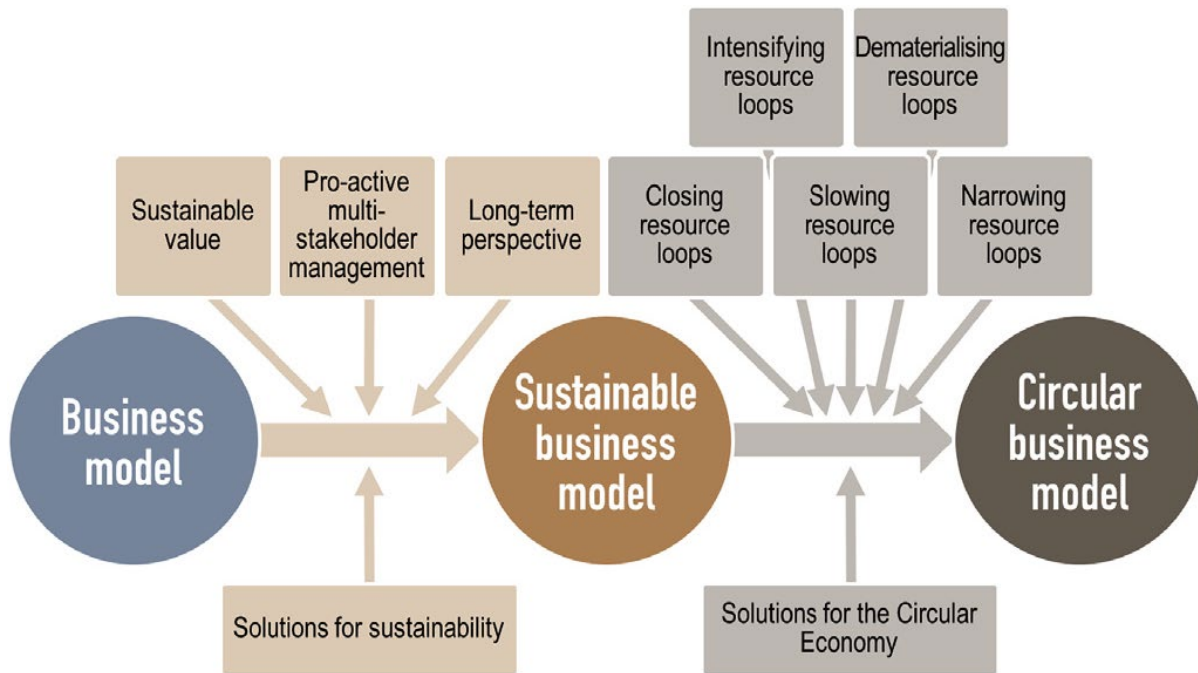 Intensifying
resource
loops
Dematerialising
resource
loops
Sustainable
value
Pro-active
multi-
stakeholder
management
Long-term
perspective
Closing
resource
loops
Slowing
resource
loops
Narrowing
resource
loops
Business
model
Sustainable
business
model
Circular
business
model
Solutions for sustainability
Solutions for the Circular
Economy